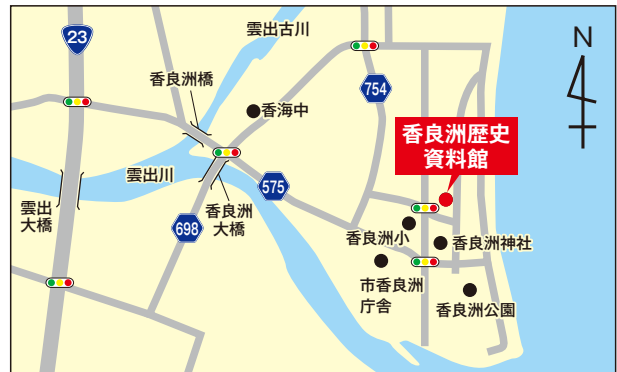 23
雲出古川
N
香良洲橋
754
香海中
香良洲歴史
資料館
雲出川
575
雲出
大橋
香良洲
大橋
698
香良洲小
香良洲神社
市香良洲
庁舎
香良洲公園